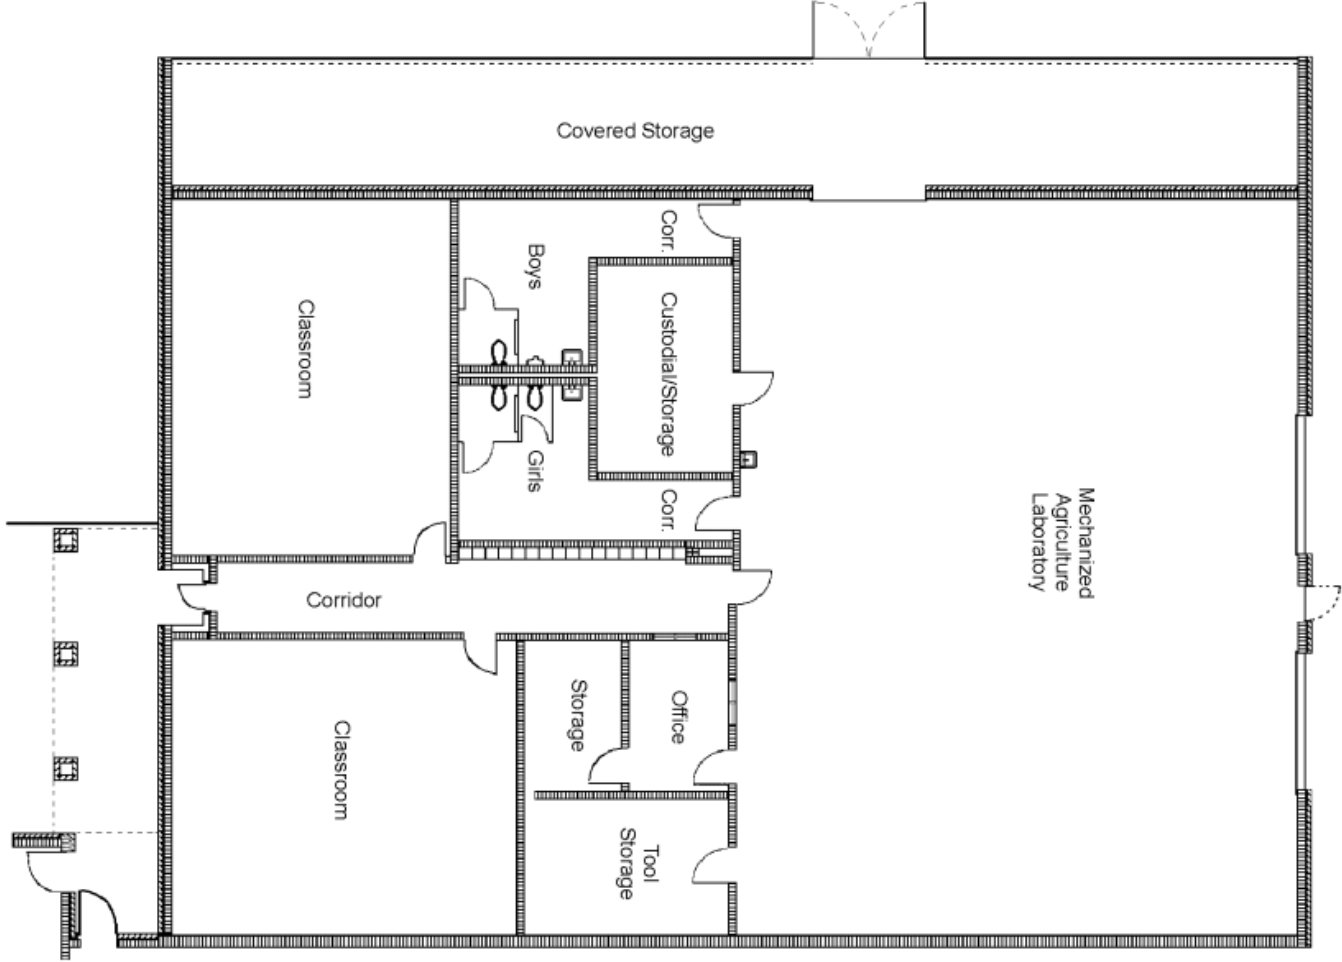 Covered Storage
Corr.
Boys
Classroom
Custodial/Storage
Girls
Corr.
Mechanized
Agriculture
Laboratory
Corridor
Storage
Office
Classroom
Tool
Storage